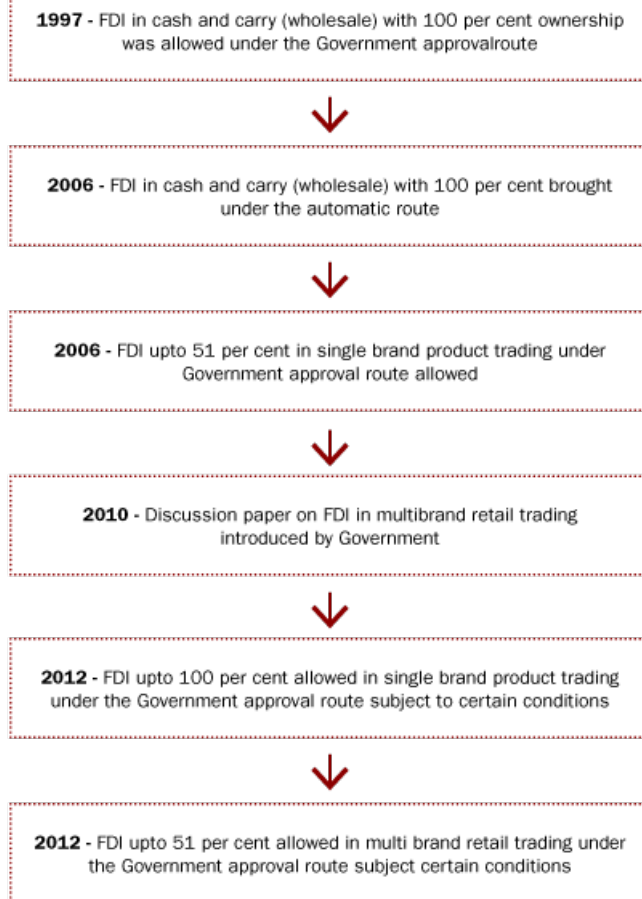 1997 - FDI in cash and carry (wholesale) with 100 per cent ownership
was allowed under the Government approvalroute
2006 - FDI in cash and carry (wholesale) with 100 per cent brought
under the automatic route
2006 - FDI upto 51 per cent in single brand product trading under
Government approval route allowed
2010 - Discussion paper on FDI in multibrand retail trading
introduced by Government
2012 - FDI upto 100 per cent allowed in single brand product trading
under the Government approval route subject to certain conditions
2012 - FDI upto 51 per cent allowed in multi brand retail trading under
the Government approval route subject certain conditions